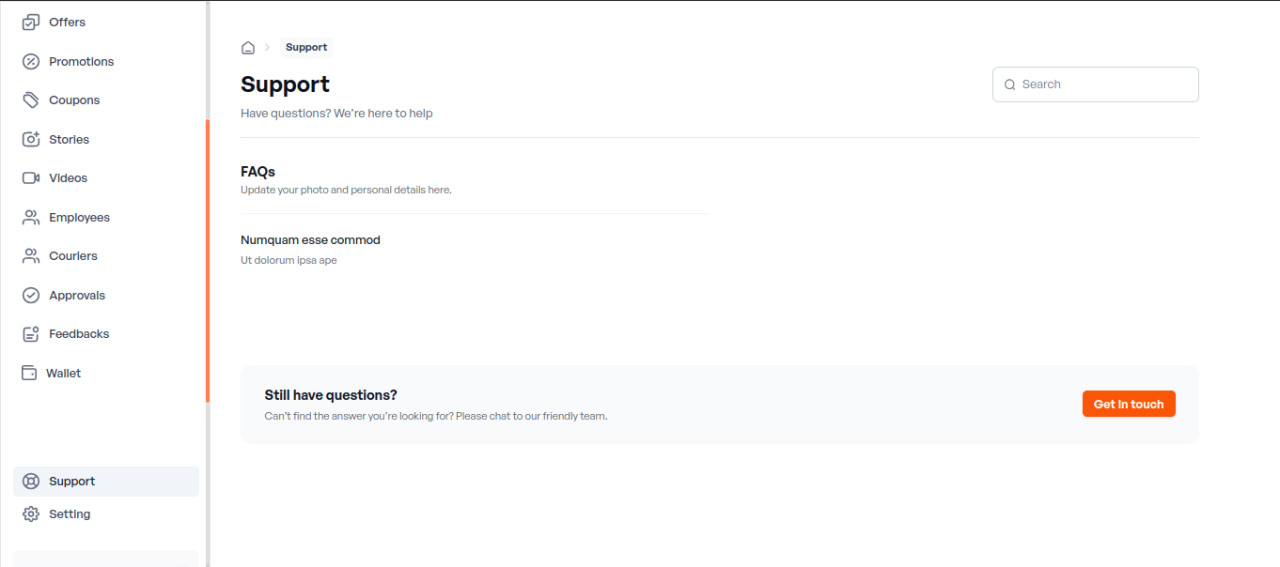 Offers
Promotions
Coupons
Stories
Videos
Employees
Couriers
Approvals
Feedbacks
Wallet
Support
Setting
Support
Support
Have questions? We're here to help
Search
FAQs
Update your photo and personal details here.
Numquam esse commod
Ut dolorum ipsa ape
Still have questions?
Can't find the answer you're looking for? Please chat to our friendly team.
Get in touch